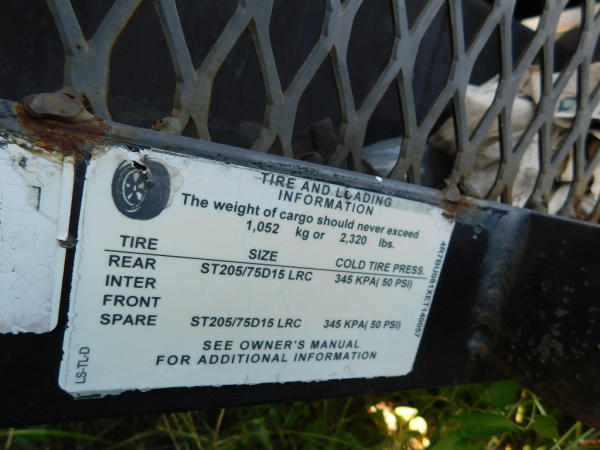 TIRE AND LOADING
INFORMATION
The weight of cargo should never exceed
1,052 kg or 2,320 lbs.
TIRE SIZE COLD TIRE PRESS.
REAR ST205/75D15 LRC 345 KPA( 50 PSI)
INTER
FRONT
SPARE ST205/75D15 LRC 345 KPA( 50 PSI)
SEE OWNER'S MANUAL
FOR ADDITIONAL INFORMATION
LS-TL-D